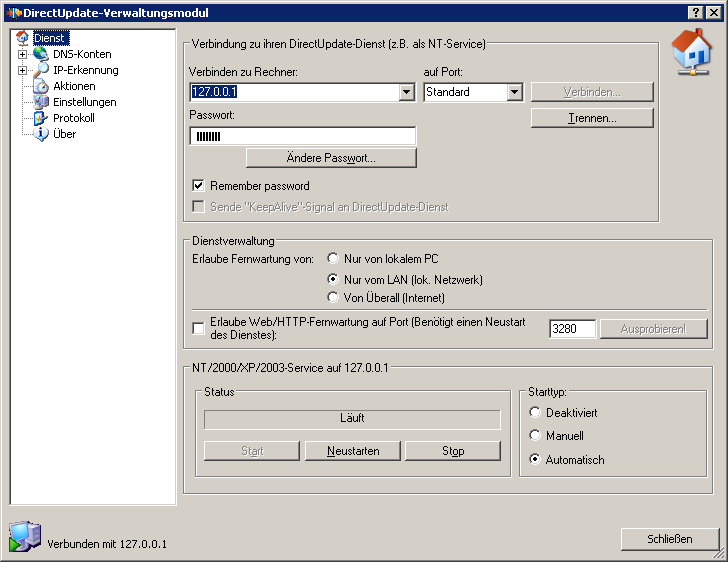 DirectUpdate-Verwaltungsmodul
Dienst
DNS-Konten
IP-Erkennung
Aktionen
Einstellungen
Protokoll
Über
Verbindung zu ihren DirectUpdate-Dienst (z.B. als NT-Service)
Verbinden zu Rechner:
auf Port:
127.0.0.1
Standard
Verbinden...
Trennen...
Passwort:
Ändere Passwort...
Remember password
Sende "KeepAlive"-Signal an DirectUpdate-Dienst
Dienstverwaltung
Erlaube Fernwartung von:
Nur von lokalem PC
Nur vom LAN (lok. Netzwerk)
Von Überall (Internet)
Erlaube Web/HTTP-Fernwartung auf Port (Benötigt einen Neustart
des Dienstes):
3280
Ausprobieren!
NT/2000/XP/2003-Service auf 127.0.0.1
Status
Läuft
Start
Neustarten
Stop
Starttyp:
Deaktiviert
Manuell
Automatisch
Verbunden mit 127.0.0.1
Schließen